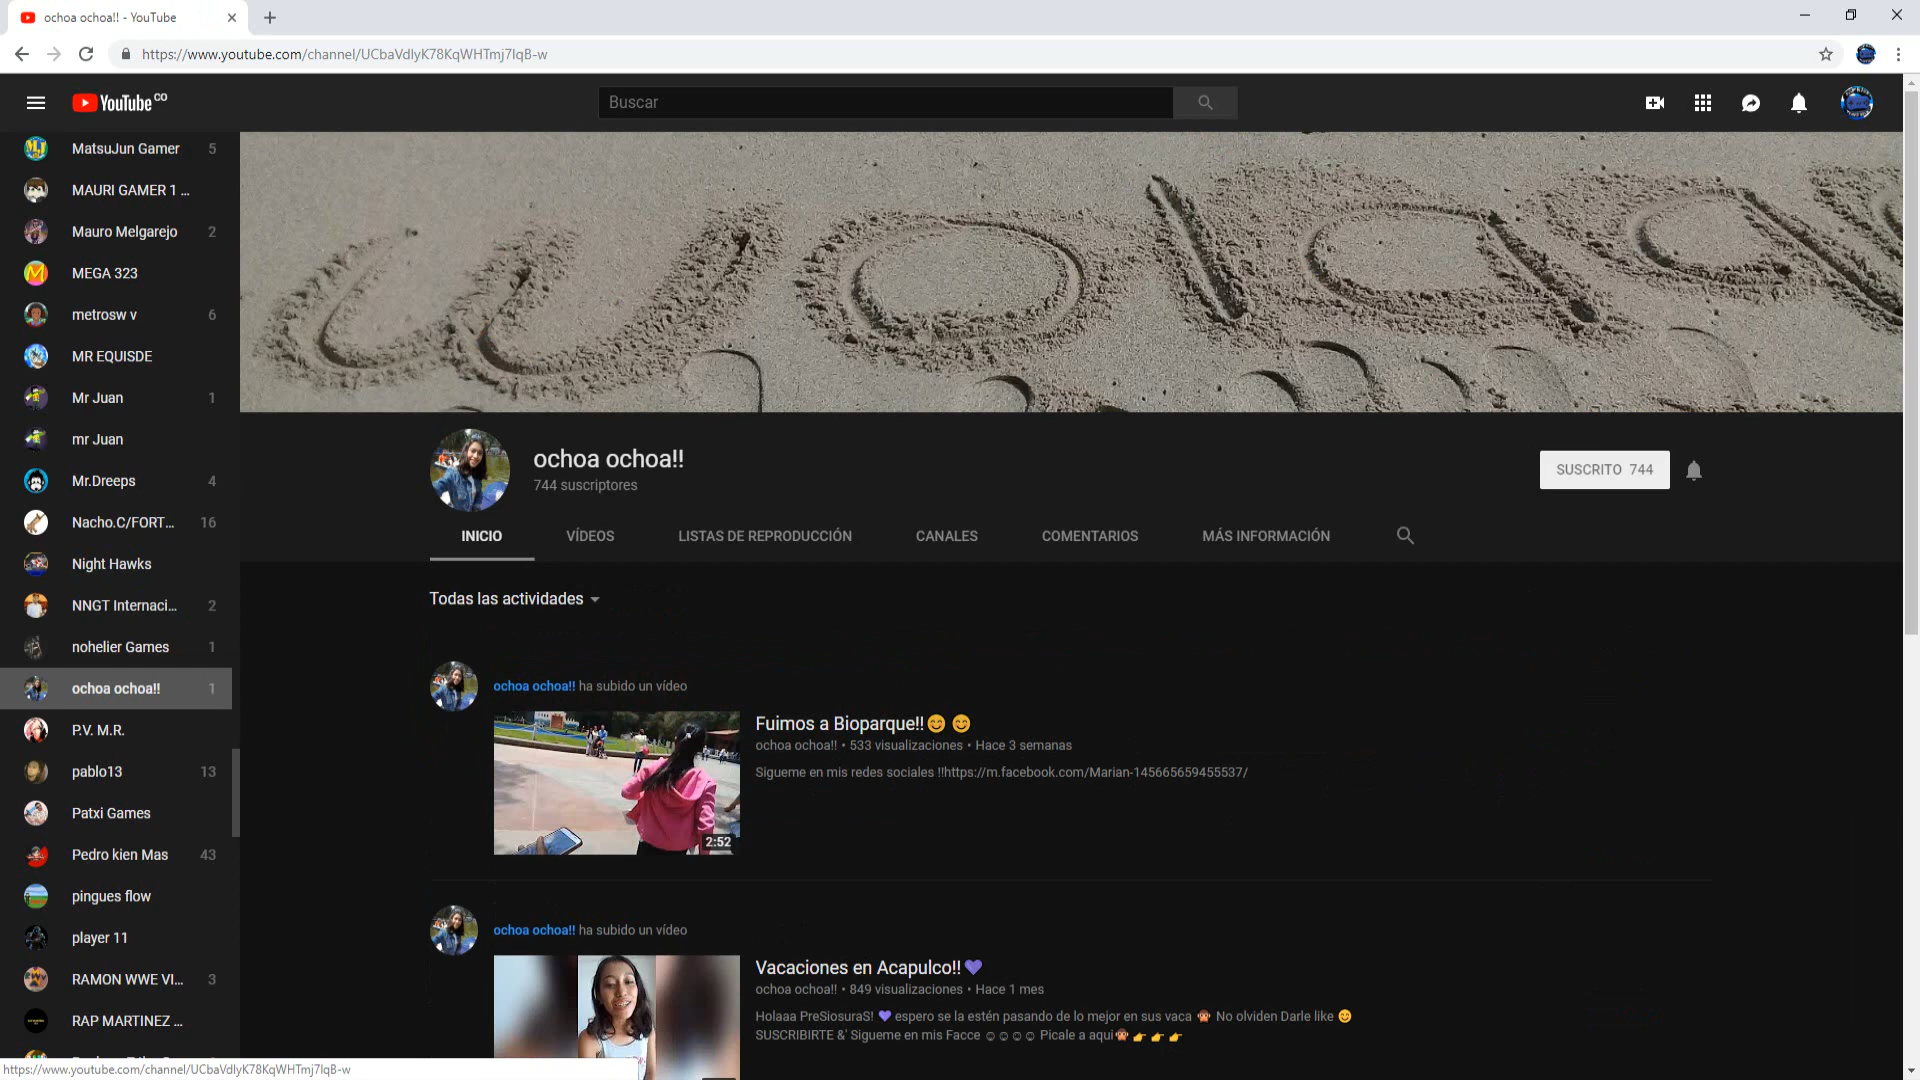 ochoa ochoa!! - YouTube
https://www.youtube.com/channel/UCbaVdlyK78KqWHTmj7lqB-w
YouTube CO
Buscar
MatsuJun Gamer 5
MAURI GAMER 1 ...
Mauro Melgarejo 2
MEGA 323
metrosw v 6
MR EQUISDE
Mr Juan 1
mr Juan
Mr.Dreeps 4
Nacho.C/FORT... 16
Night Hawks
NNGT Internaci... 2
nohelier Games 1
ochoa ochoa!! 1
P.V. M.R.
pablo13 13
Patxi Games
Pedro kien Mas 43
pingues flow
player 11
RAMON WWE VI... 3
RAP MARTINEZ ...
ochoa ochoa!!
744 suscriptores
SUSCRITO 744
INICIO VÍDEOS LISTAS DE REPRODUCCIÓN CANALES COMENTARIOS MÁS INFORMACIÓN
Todas las actividades
ochoa ochoa!! ha subido un vídeo
Fuimos a Bioparque!!😊 😊
ochoa ochoa!! • 533 visualizaciones • Hace 3 semanas
Sigueme en mis redes sociales !!https://m.facebook.com/Marian-145665659455537/
2:52
ochoa ochoa!! ha subido un vídeo
Vacaciones en Acapulco!!💜
ochoa ochoa!! • 849 visualizaciones • Hace 1 mes
Holaaa PreSiosuraS! 💜 espero se la estén pasando de lo mejor en sus vaca 🙊 No olviden Darle like 😊
SUSCRIBIRTE &' Sigueme en mis Facce ☺☺☺☺ Picale a aqui🙊 👉 👉 👉
https://www.youtube.com/channel/UCbaVdlyK78KqWHTmj7lqB-w